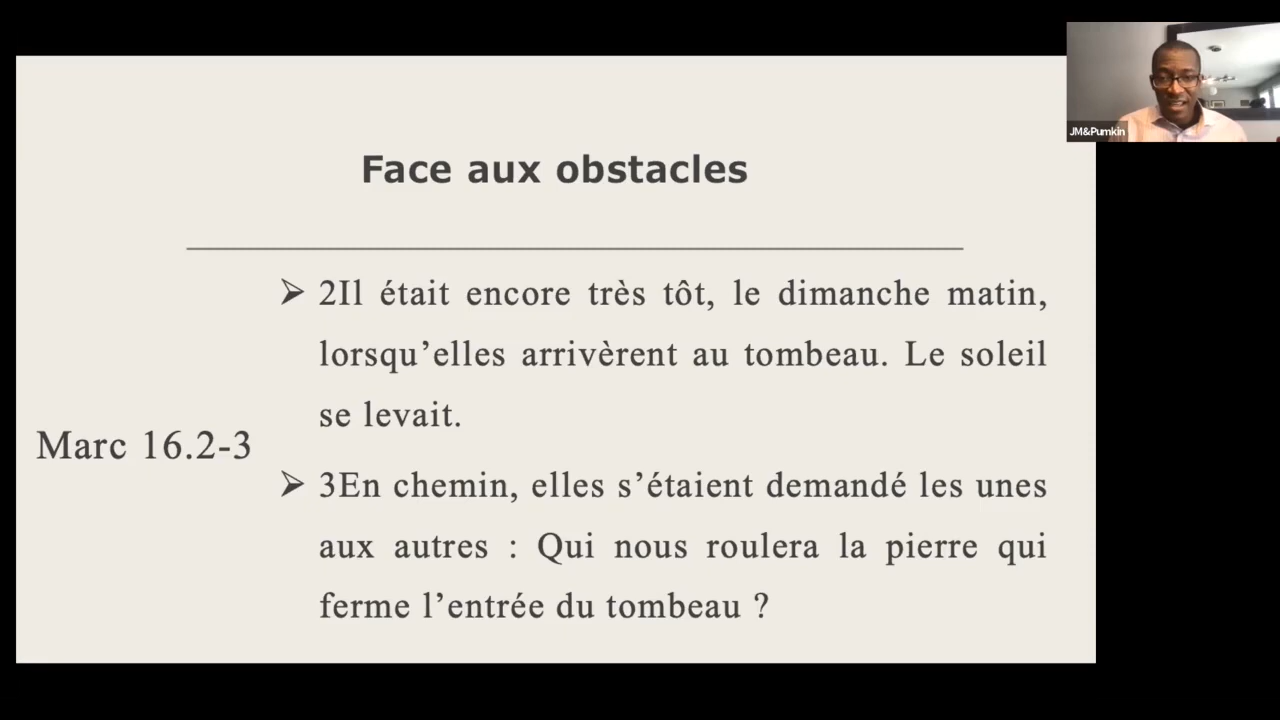 Face aux obstacles
Marc 16.2-3
➢ 2Il était encore très tôt, le dimanche matin,
lorsqu’elles arrivèrent au tombeau. Le soleil
se levait.
➢ 3En chemin, elles s’étaient demandé les unes
aux autres : Qui nous roulera la pierre qui
ferme l’entrée du tombeau ?
JM&Pumkin